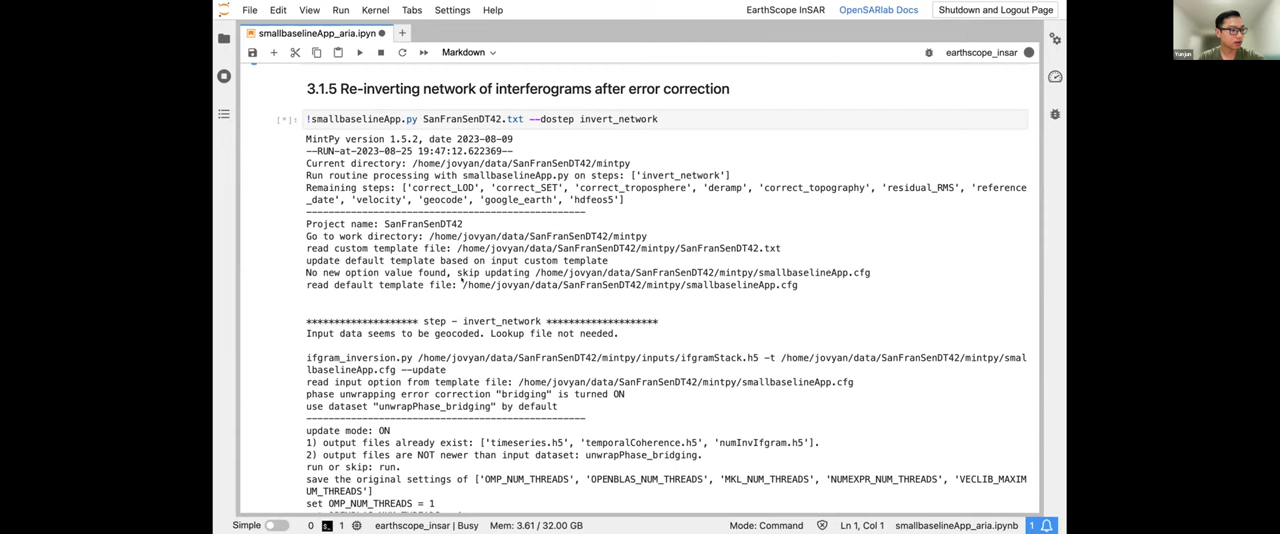 File Edit View Run Kernel Tabs Settings Help EarthScope InSAR OpenSARlab Docs Shutdown and Logout Page
smallbaselineApp_aria.ipyn
Markdown earthscope_insar
Yunjun
3.1.5 Re-inverting network of interferograms after error correction
[*]: !smallbaselineApp.py SanFranSenDT42.txt --dostep invert_network
MintPy version 1.5.2, date 2023-08-09
--RUN-at-2023-08-25 19:47:12.622369--
Current directory: /home/jovyan/data/SanFranSenDT42/mintpy
Run routine processing with smallbaselineApp.py on steps: ['invert_network']
Remaining steps: ['correct_LOD', 'correct_SET', 'correct_troposphere', 'deramp', 'correct_topography', 'residual_RMS', 'reference
_date', 'velocity', 'geocode', 'google_earth', 'hdfeos5']
--------------------------------------------------
Project name: SanFranSenDT42
Go to work directory: /home/jovyan/data/SanFranSenDT42/mintpy
read custom template file: /home/jovyan/data/SanFranSenDT42/mintpy/SanFranSenDT42.txt
update default template based on input custom template
No new option value found, skip updating /home/jovyan/data/SanFranSenDT42/mintpy/smallbaselineApp.cfg
read default template file: /home/jovyan/data/SanFranSenDT42/mintpy/smallbaselineApp.cfg
******************** step - invert_network ********************
Input data seems to be geocoded. Lookup file not needed.
ifgram_inversion.py /home/jovyan/data/SanFranSenDT42/mintpy/inputs/ifgramStack.h5 -t /home/jovyan/data/SanFranSenDT42/mintpy/smal
lbaselineApp.cfg --update
read input option from template file: /home/jovyan/data/SanFranSenDT42/mintpy/smallbaselineApp.cfg
phase unwrapping error correction "bridging" is turned ON
use dataset "unwrapPhase_bridging" by default
--------------------------------------------------
update mode: ON
1) output files already exist: ['timeseries.h5', 'temporalCoherence.h5', 'numInvIfgram.h5'].
2) output files are NOT newer than input dataset: unwrapPhase_bridging.
run or skip: run.
save the original settings of ['OMP_NUM_THREADS', 'OPENBLAS_NUM_THREADS', 'MKL_NUM_THREADS', 'NUMEXPR_NUM_THREADS', 'VECLIB_MAXIM
UM_THREADS']
set OMP_NUM_THREADS = 1
Simple 0 1 earthscope_insar | Busy Mem: 3.61 / 32.00 GB Mode: Command Ln 1, Col 1 smallbaselineApp_aria.ipynb 1